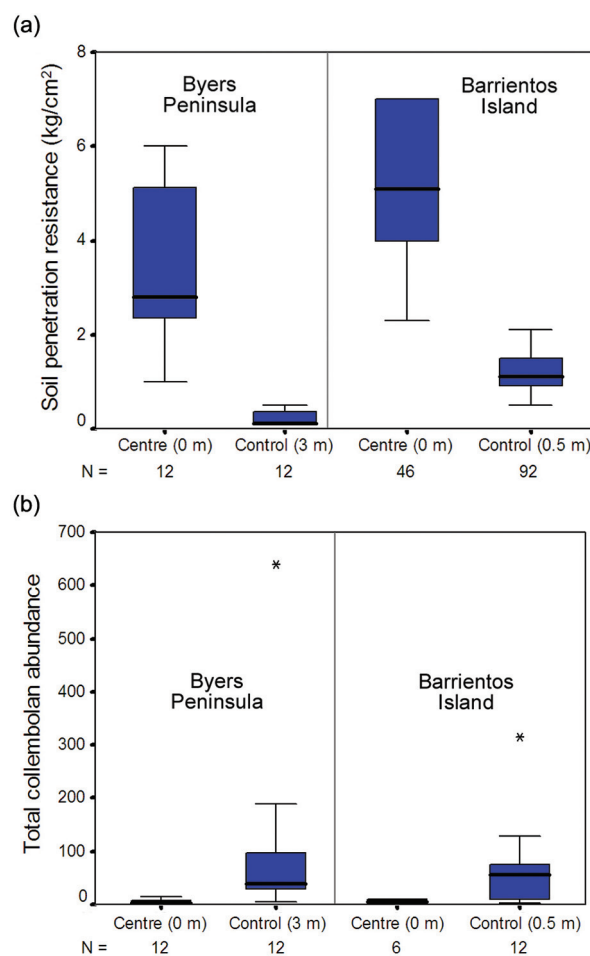 (a)
Soil penetration resistance (kg/cm²)
8
6
4
2
0
Byers
Peninsula
Barrientos
Island
Centre (0 m) Control (3 m) Centre (0 m) Control (0.5 m)
N = 12 12 46 92
(b)
Total collembolan abundance
700
600
500
400
300
200
100
0
*
*
Byers
Peninsula
Barrientos
Island
Centre (0 m) Control (3 m) Centre (0 m) Control (0.5 m)
N = 12 12 6 12